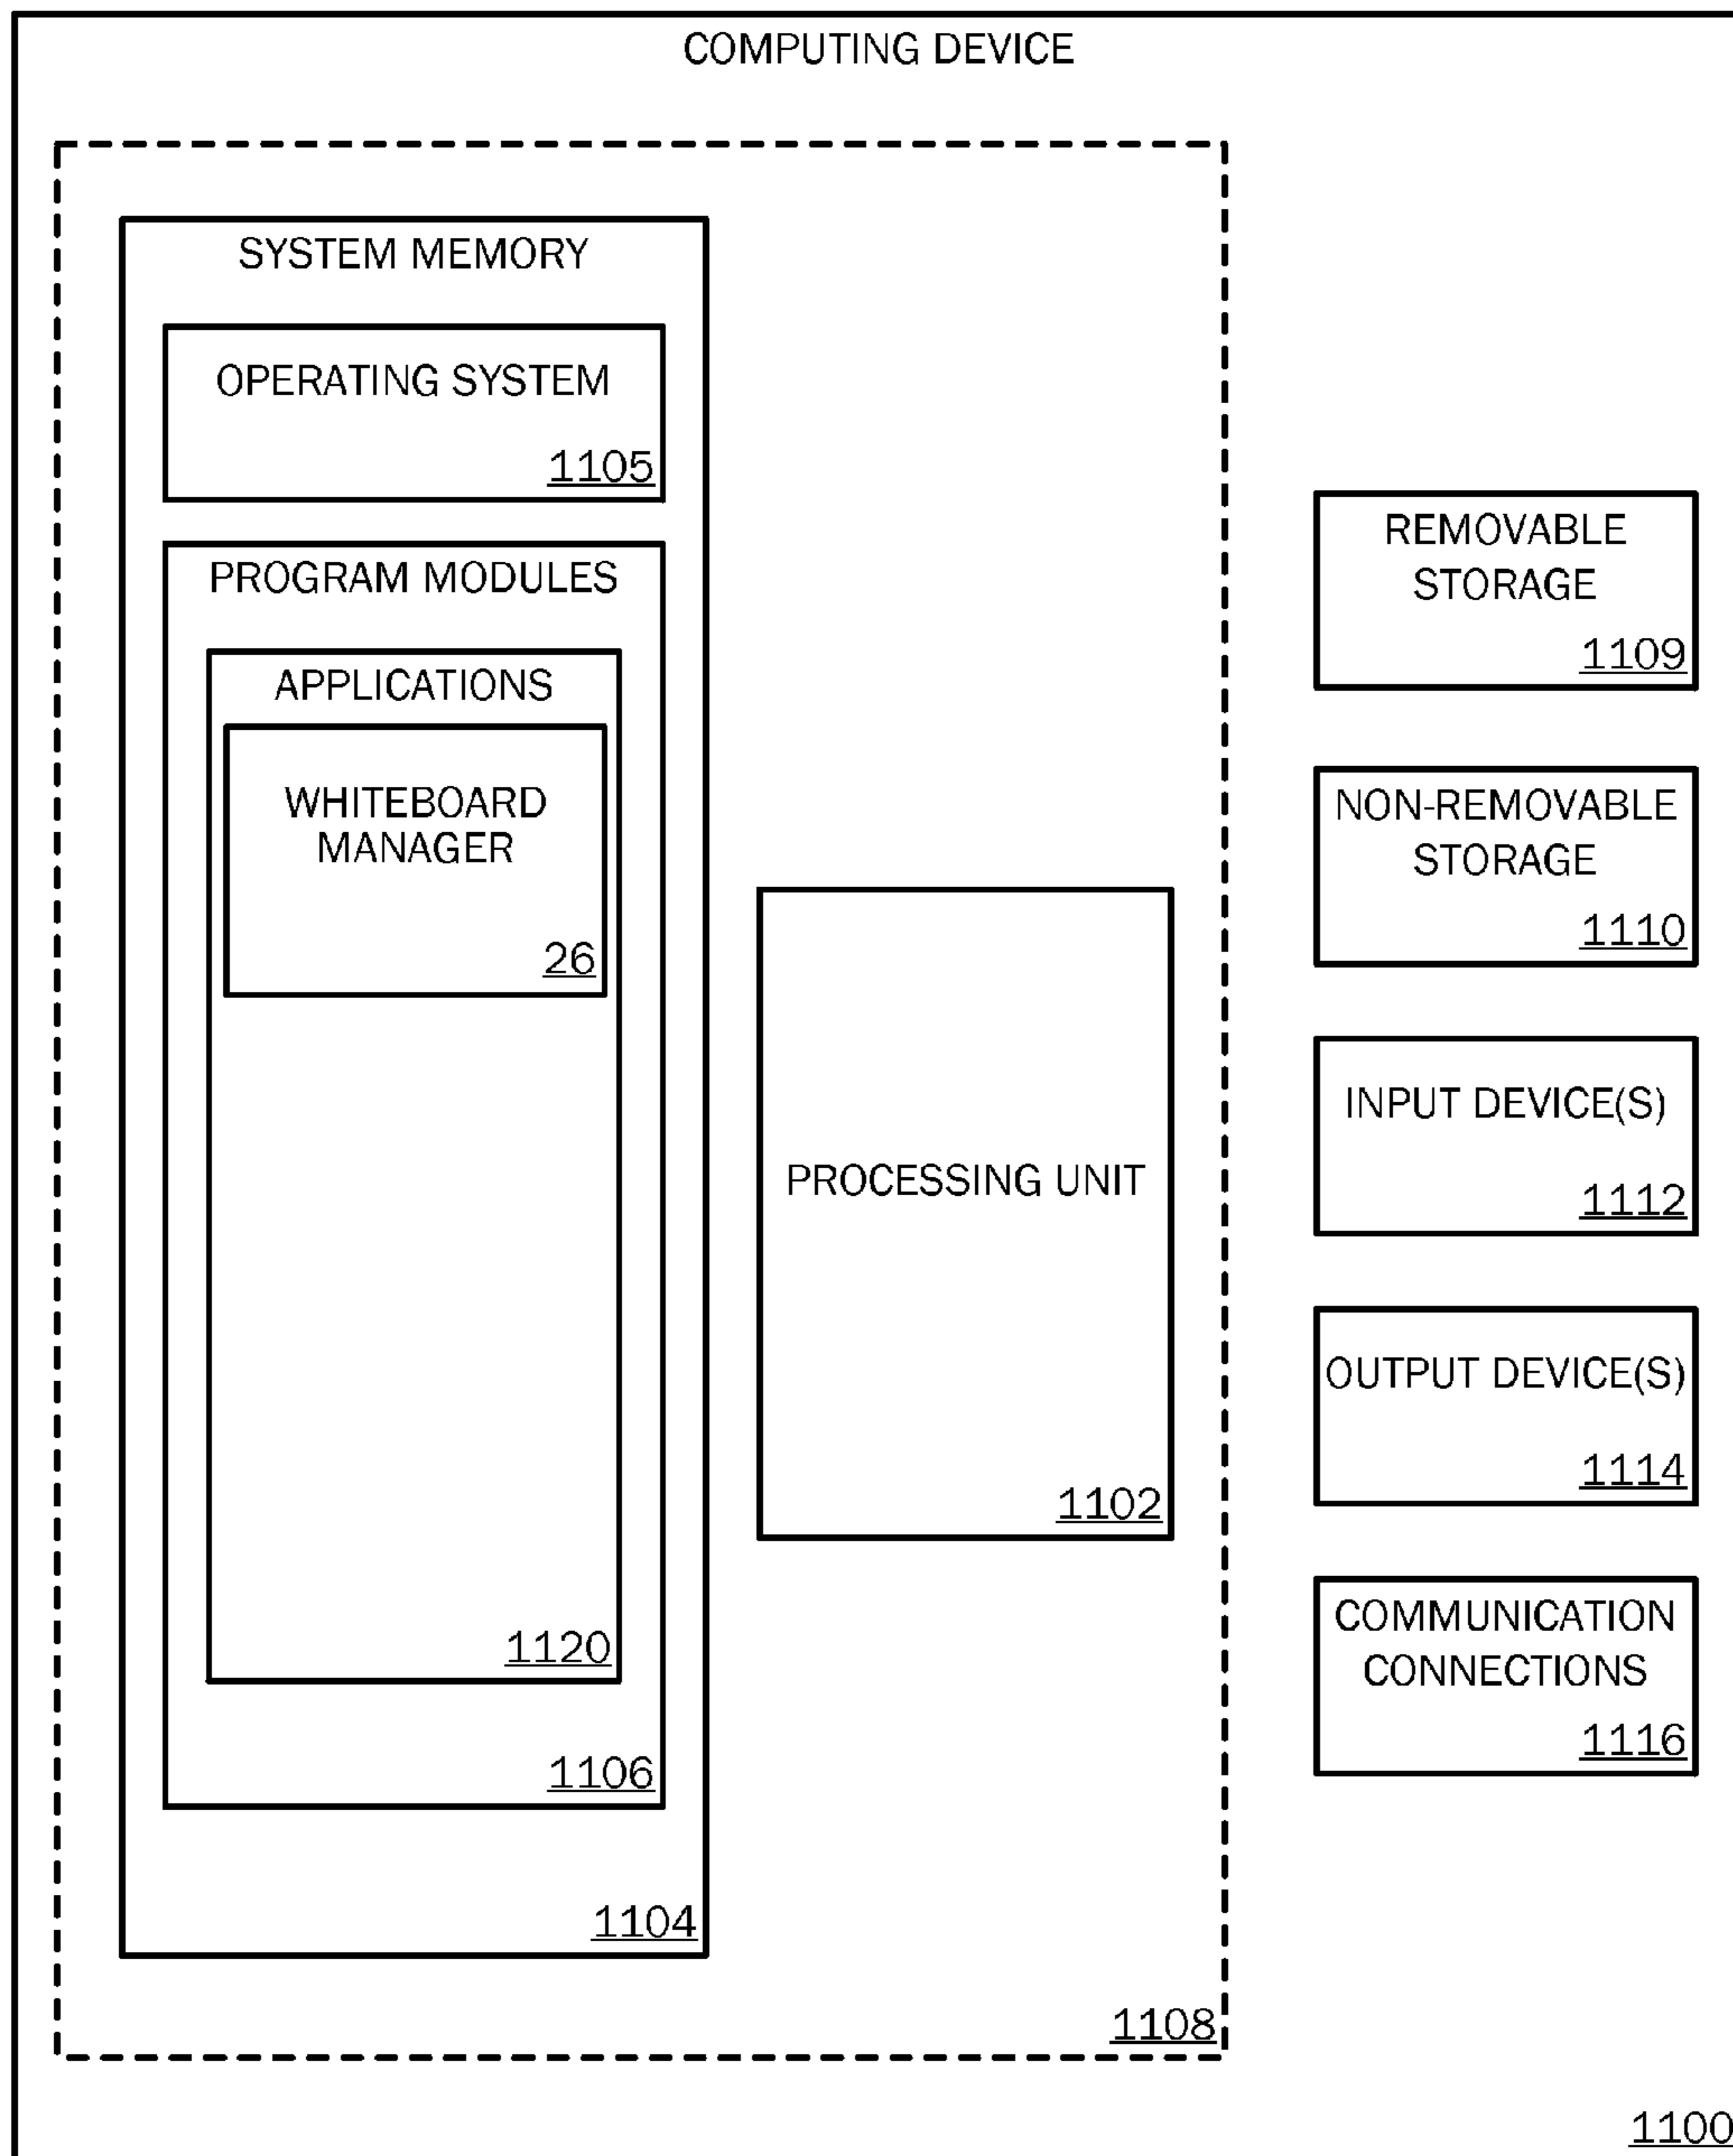 COMPUTING DEVICE
SYSTEM MEMORY
OPERATING SYSTEM
1105
PROGRAM MODULES
APPLICATIONS
WHITEBOARD
MANAGER
26
1120
1106
1104
PROCESSING UNIT
1102
1108
REMOVABLE
STORAGE
1109
NON-REMOVABLE
STORAGE
1110
INPUT DEVICE(S)
1112
OUTPUT DEVICE(S)
1114
COMMUNICATION
CONNECTIONS
1116
1100